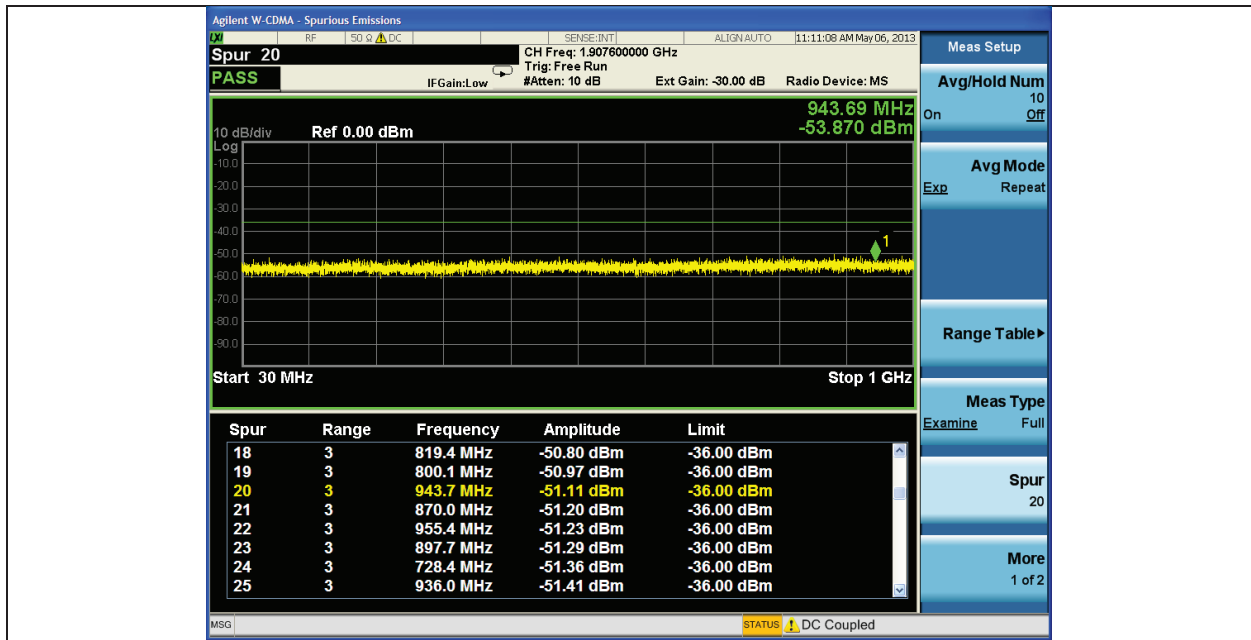 Agilent W-CDMA - Spurious Emissions
LXI RF 50 Ω DC SENSE:INT ALIGN AUTO 11:11:08 AM May 06, 2013
Spur 20
PASS
IFGain:Low
CH Freq: 1.907600000 GHz
Trig: Free Run
#Atten: 10 dB Ext Gain: -30.00 dB Radio Device: MS
943.69 MHz
-53.870 dBm
10 dB/div Ref 0.00 dBm
Log
-10.0
-20.0
-30.0
-40.0
1
-50.0
-60.0
-70.0
-80.0
-90.0
Start 30 MHz Stop 1 GHz
Spur Range Frequency Amplitude Limit
18 3 819.4 MHz -50.80 dBm -36.00 dBm
19 3 800.1 MHz -50.97 dBm -36.00 dBm
20 3 943.7 MHz -51.11 dBm -36.00 dBm
21 3 870.0 MHz -51.20 dBm -36.00 dBm
22 3 955.4 MHz -51.23 dBm -36.00 dBm
23 3 897.7 MHz -51.29 dBm -36.00 dBm
24 3 728.4 MHz -51.36 dBm -36.00 dBm
25 3 936.0 MHz -51.41 dBm -36.00 dBm
MSG STATUS DC Coupled
Meas Setup
Avg/Hold Num
10
On Off
Avg Mode
Exp Repeat
Range Table
Meas Type
Examine Full
Spur
20
More
1 of 2